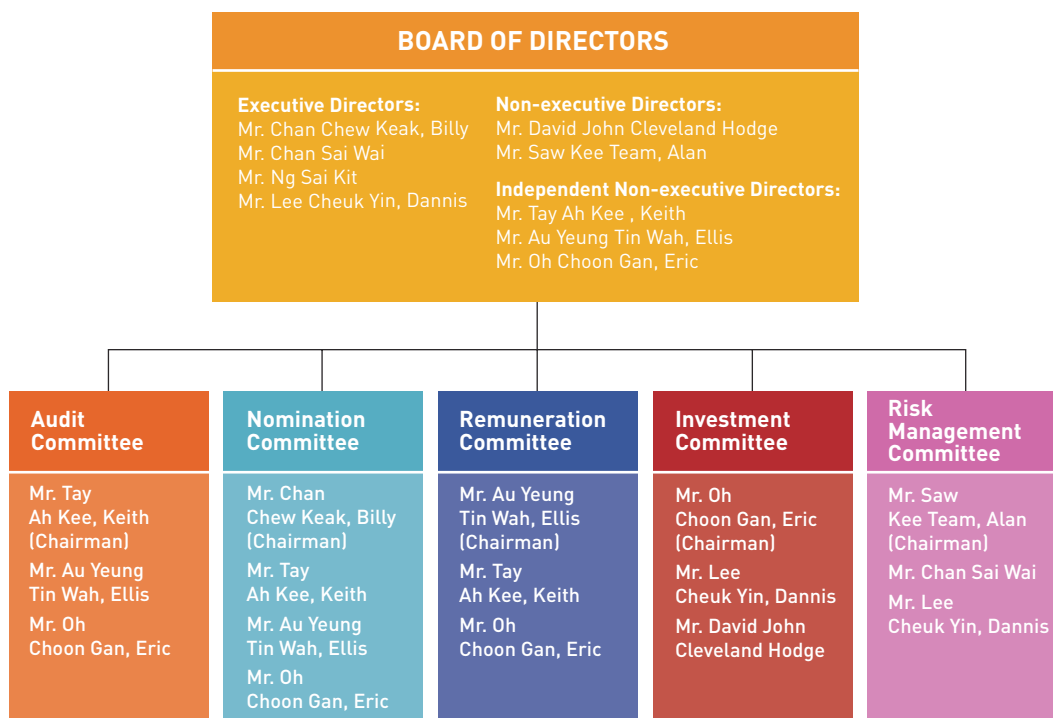 BOARD OF DIRECTORS
Executive Directors:
Mr. Chan Chew Keak, Billy
Mr. Chan Sai Wai
Mr. Ng Sai Kit
Mr. Lee Cheuk Yin, Dannis
Non-executive Directors:
Mr. David John Cleveland Hodge
Mr. Saw Kee Team, Alan
Independent Non-executive Directors:
Mr. Tay Ah Kee , Keith
Mr. Au Yeung Tin Wah, Ellis
Mr. Oh Choon Gan, Eric
Audit
Committee
Mr. Tay
Ah Kee, Keith
(Chairman)
Mr. Au Yeung
Tin Wah, Ellis
Mr. Oh
Choon Gan, Eric
Nomination
Committee
Mr. Chan
Chew Keak, Billy
(Chairman)
Mr. Tay
Ah Kee, Keith
Mr. Au Yeung
Tin Wah, Ellis
Mr. Oh
Choon Gan, Eric
Remuneration
Committee
Mr. Au Yeung
Tin Wah, Ellis
(Chairman)
Mr. Tay
Ah Kee, Keith
Mr. Oh
Choon Gan, Eric
Investment
Committee
Mr. Oh
Choon Gan, Eric
(Chairman)
Mr. Lee
Cheuk Yin, Dannis
Mr. David John
Cleveland Hodge
Risk
Management
Committee
Mr. Saw
Kee Team, Alan
(Chairman)
Mr. Chan Sai Wai
Mr. Lee
Cheuk Yin, Dannis